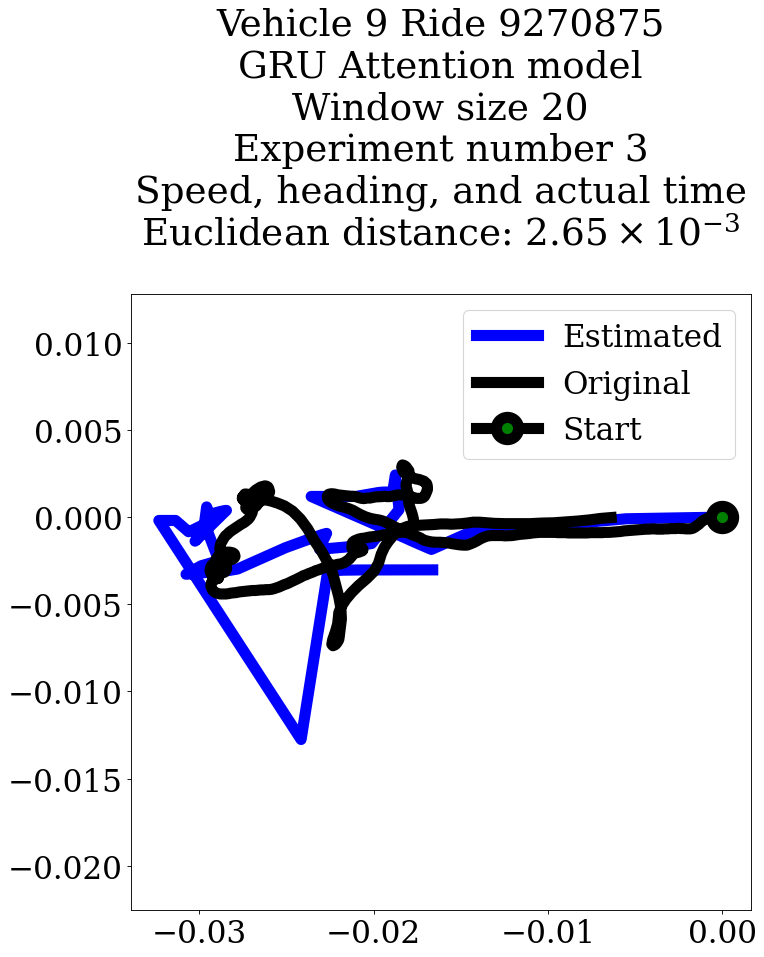 Vehicle 9 Ride 9270875
GRU Attention model
Window size 20
Experiment number 3
Speed, heading, and actual time
Euclidean distance: 2.65 × 10⁻³
Estimated
Original
Start
0.010
0.005
0.000
−0.005
−0.010
−0.015
−0.020
−0.03
−0.02
−0.01
0.00